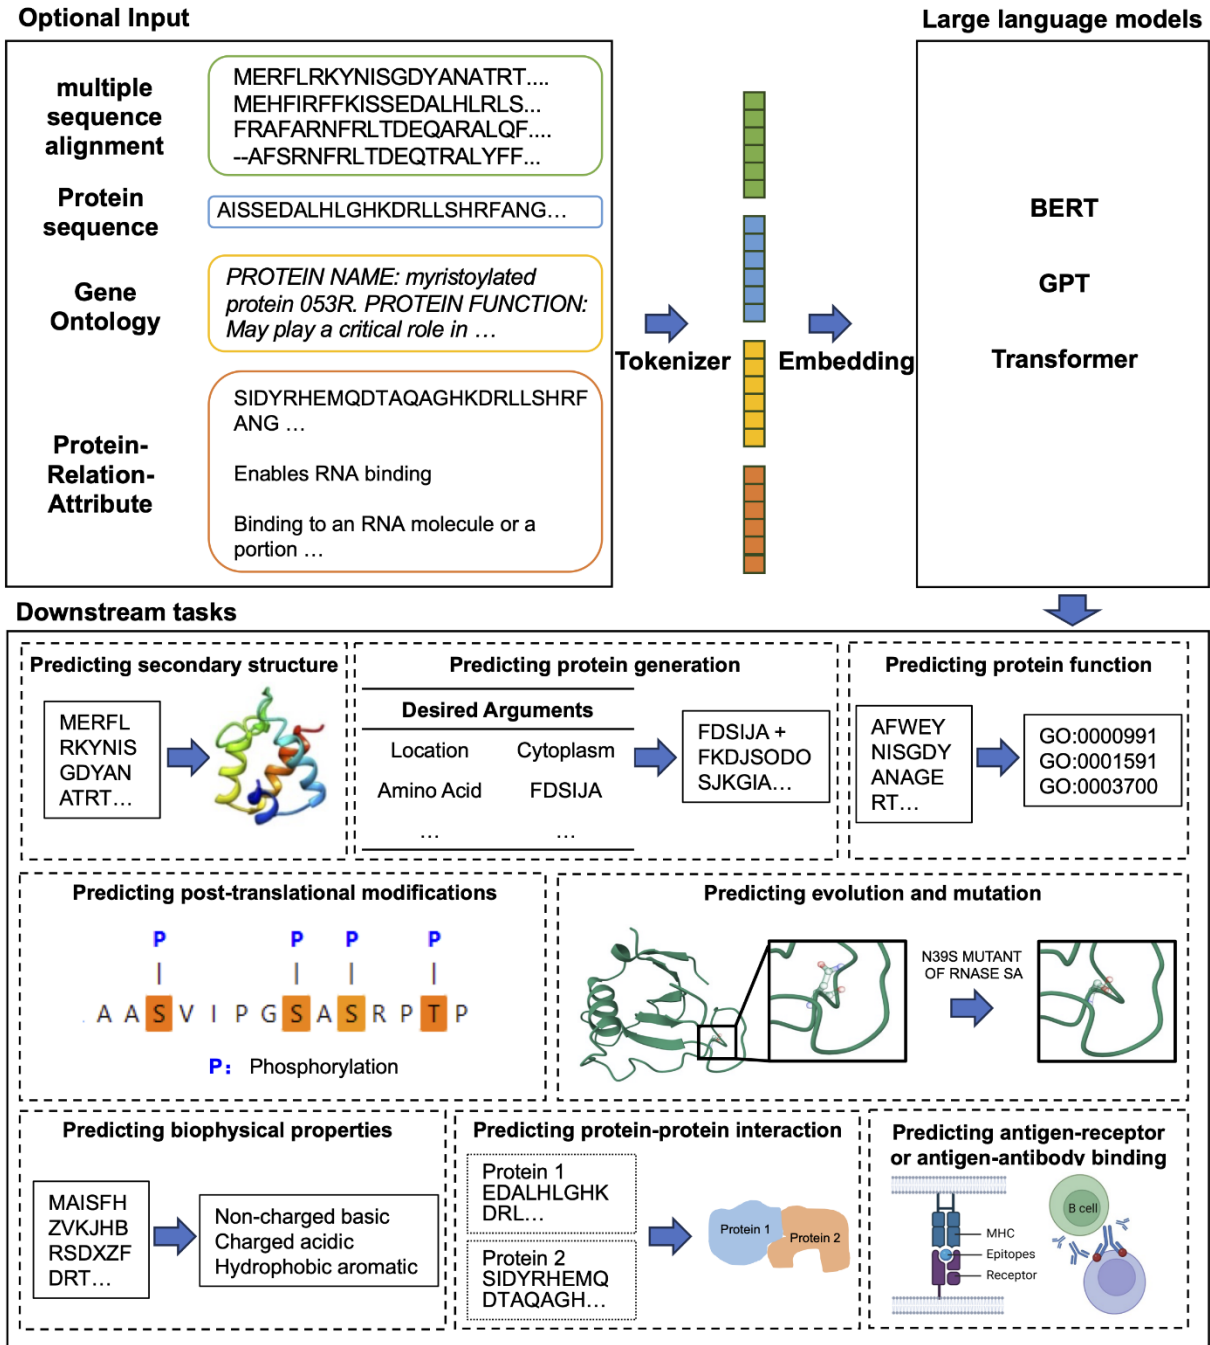 Optional Input
Large language models
multiple
sequence
alignment
MERFLRKYNISGDYANATRT....
MEHFIRFFKISSEDALHLRLS...
FRAFARNFRLTDEQARALQF....
--AFSRNFRLTDEQTRALYFF...
Protein
sequence
AISSEDALHLGHKDRLLSHRFANG...
Gene
Ontology
PROTEIN NAME: myristoylated
protein 053R. PROTEIN FUNCTION:
May play a critical role in ...
Protein-
Relation-
Attribute
SIDYRHEMQDTAQAGHKDRLLSHRF
ANG ...
Enables RNA binding
Binding to an RNA molecule or a
portion ...
Tokenizer
Embedding
BERT
GPT
Transformer
Downstream tasks
Predicting secondary structure
MERFL
RKYNIS
GDYAN
ATRT...
Predicting protein generation
Desired Arguments
Location Cytoplasm
Amino Acid FDSIJA
... ...
FDSIJA +
FKDJSODO
SJKGIA...
Predicting protein function
AFWEY
NISGDY
ANAGE
RT...
GO:0000991
GO:0001591
GO:0003700
Predicting post-translational modifications
P P P P
A A S V I P G S A S R P T P
P: Phosphorylation
Predicting evolution and mutation
N39S MUTANT
OF RNASE SA
Predicting biophysical properties
MAISFH
ZVKJHB
RSDXZF
DRT...
Non-charged basic
Charged acidic
Hydrophobic aromatic
Predicting protein-protein interaction
Protein 1
EDALHLGHK
DRL...
Protein 2
SIDYRHEMQ
DTAQAGH...
Protein 1
Protein 2
Predicting antigen-receptor
or antigen-antibody binding
MHC
Epitopes
Receptor
B cell